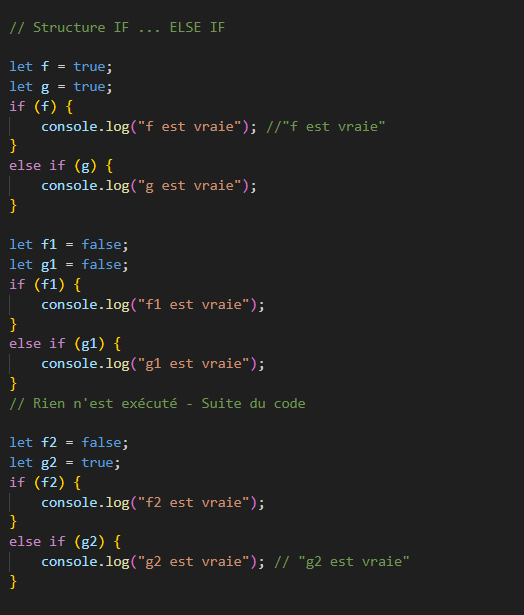 // Structure IF ... ELSE IF
let f = true;
let g = true;
if (f) {
    console.log("f est vraie"); //"f est vraie"
}
else if (g) {
    console.log("g est vraie");
}
let f1 = false;
let g1 = false;
if (f1) {
    console.log("f1 est vraie");
}
else if (g1) {
    console.log("g1 est vraie");
}
// Rien n'est exécuté - Suite du code
let f2 = false;
let g2 = true;
if (f2) {
    console.log("f2 est vraie");
}
else if (g2) {
    console.log("g2 est vraie"); // "g2 est vraie"
}